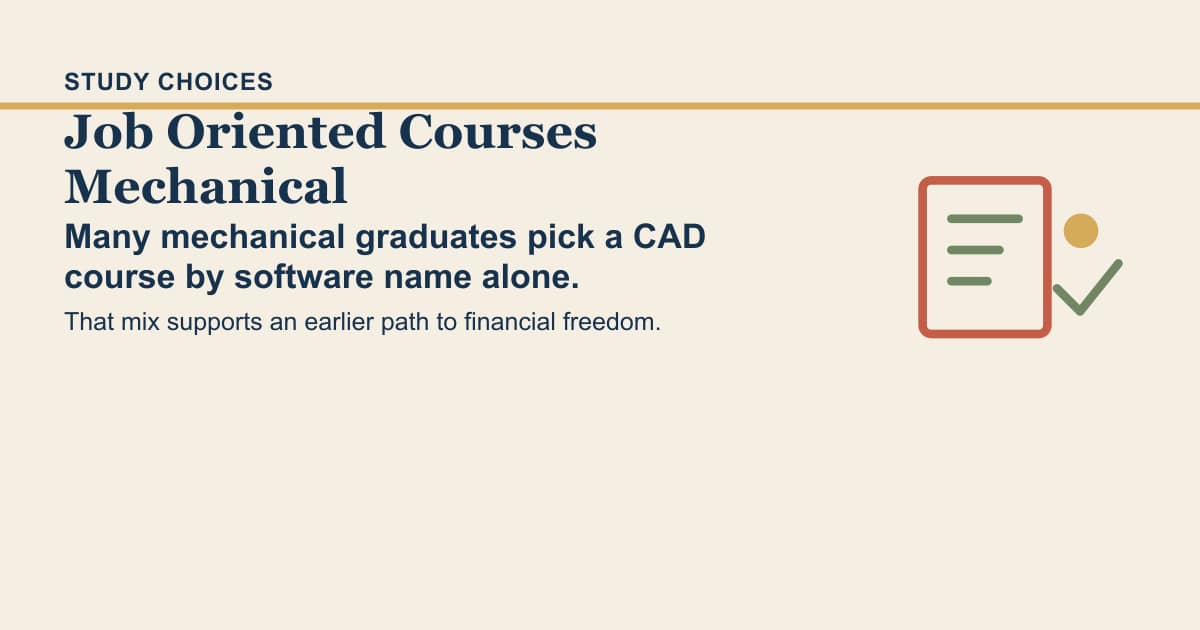 STUDY CHOICES
Job Oriented Courses
Mechanical
Many mechanical graduates pick a CAD
course by software name alone.
That mix supports an earlier path to financial freedom.